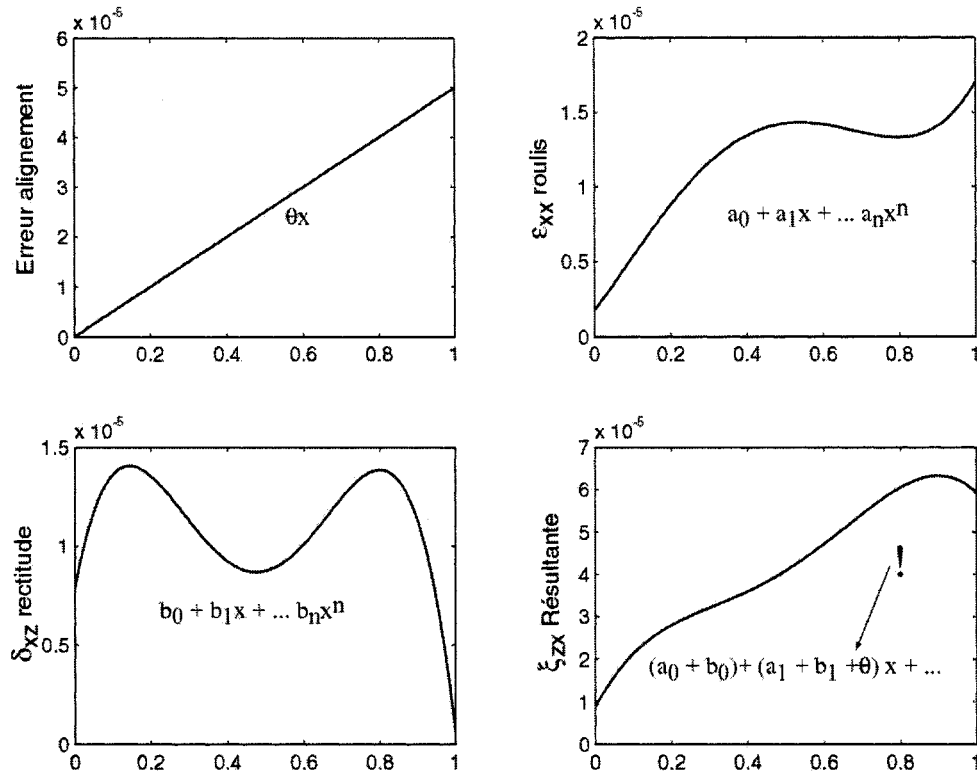 x 10⁻⁵
6
5
4
3
2
1
0
0 0.2 0.4 0.6 0.8 1
Erreur alignement
θx
x 10⁻⁵
2
1.5
1
0.5
0
0 0.2 0.4 0.6 0.8 1
εxx roulis
a0 + a1x + ... anxⁿ
x 10⁻⁵
1.5
1
0.5
0
0 0.2 0.4 0.6 0.8 1
δxz rectitude
b0 + b1x + ... bnxⁿ
x 10⁻⁵
7
6
5
4
3
2
1
0
0 0.2 0.4 0.6 0.8 1
ξzx Résultante
!
(a0 + b0)+ (a1 + b1 +θ) x + ...